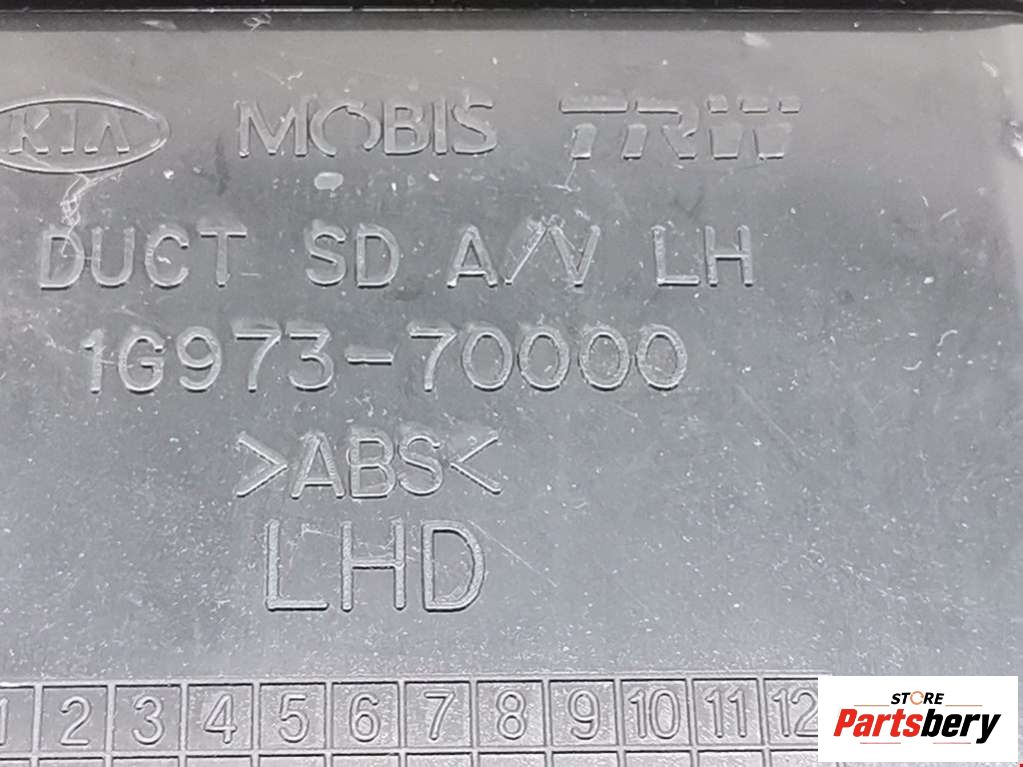 KIA MOBIS TRW
DUCT SD A/V LH
1G973-70000
>ABS<
LHD
1 2 3 4 5 6 7 8 9 10 11 12
STORE
Partsbery